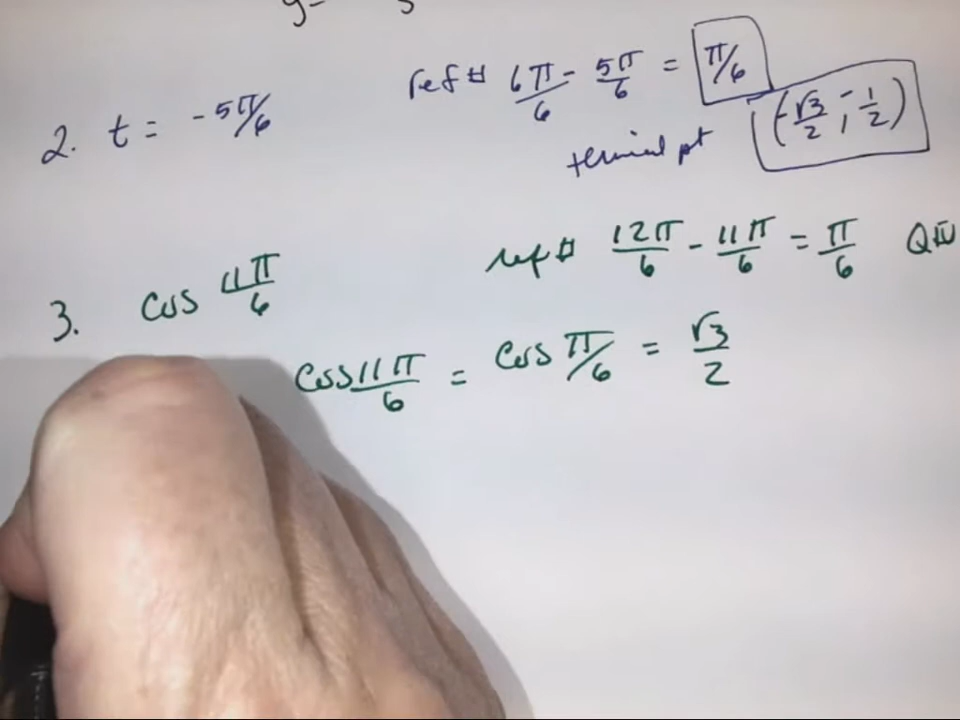 2. t = -5π/6 ref # 6π/6 - 5π/6 = π/6
terminal pt (-√3/2, -1/2)
3. cos 11π/6 ref # 12π/6 - 11π/6 = π/6 QIV
cos 11π/6 = cos π/6 = √3/2